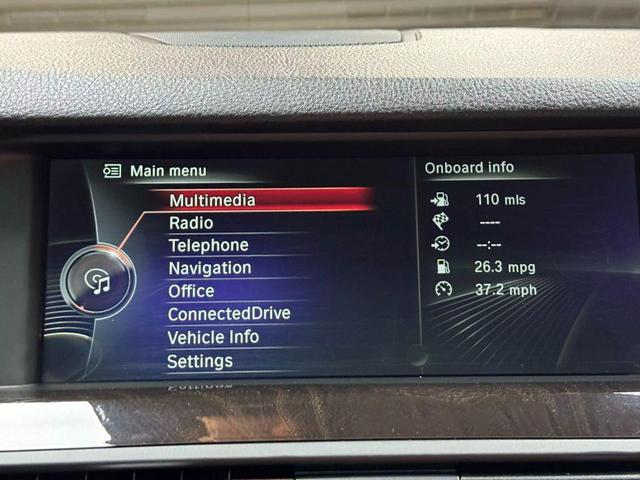 Main menu
Multimedia
Radio
Telephone
Navigation
Office
ConnectedDrive
Vehicle Info
Settings
Onboard info
110 mls
----
--:--
26.3 mpg
37.2 mph